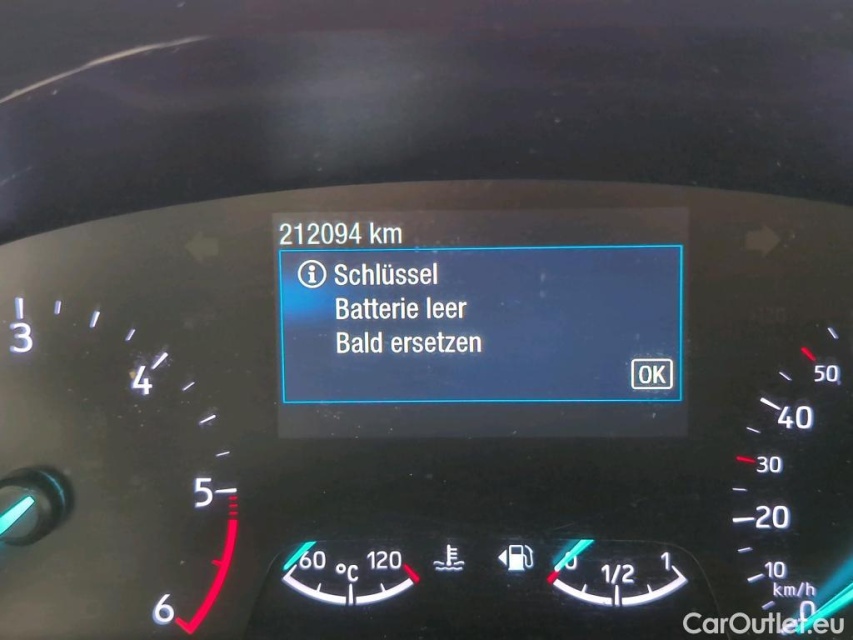 212094 km
Schlüssel
Batterie leer
Bald ersetzen
OK
3
4
5
6
50
40
30
20
10
km/h
0
60 °C 120
0 1/2 1
CarOutlet.eu